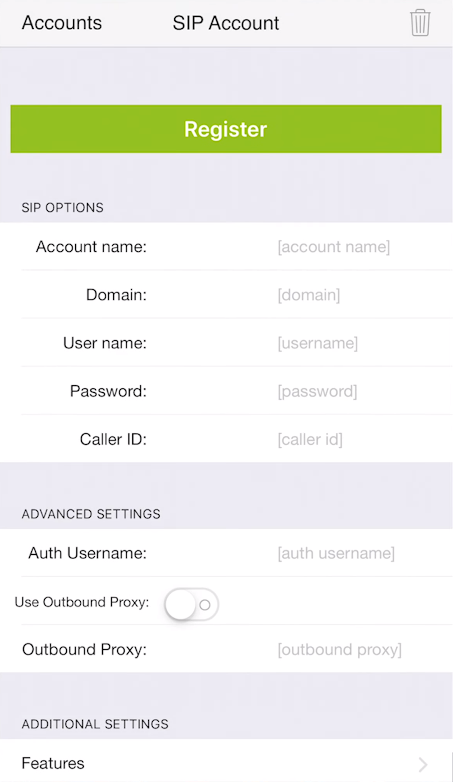 Accounts SIP Account
Register
SIP OPTIONS
Account name: [account name]
Domain: [domain]
User name: [username]
Password: [password]
Caller ID: [caller id]
ADVANCED SETTINGS
Auth Username: [auth username]
Use Outbound Proxy:
Outbound Proxy: [outbound proxy]
ADDITIONAL SETTINGS
Features